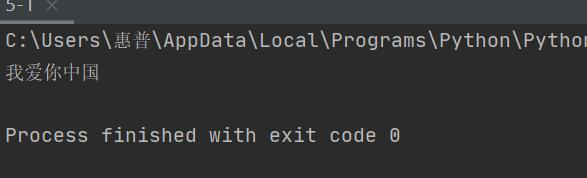 5-1
C:\Users\惠普\AppData\Local\Programs\Python\Pytho
我爱你中国
Process finished with exit code 0